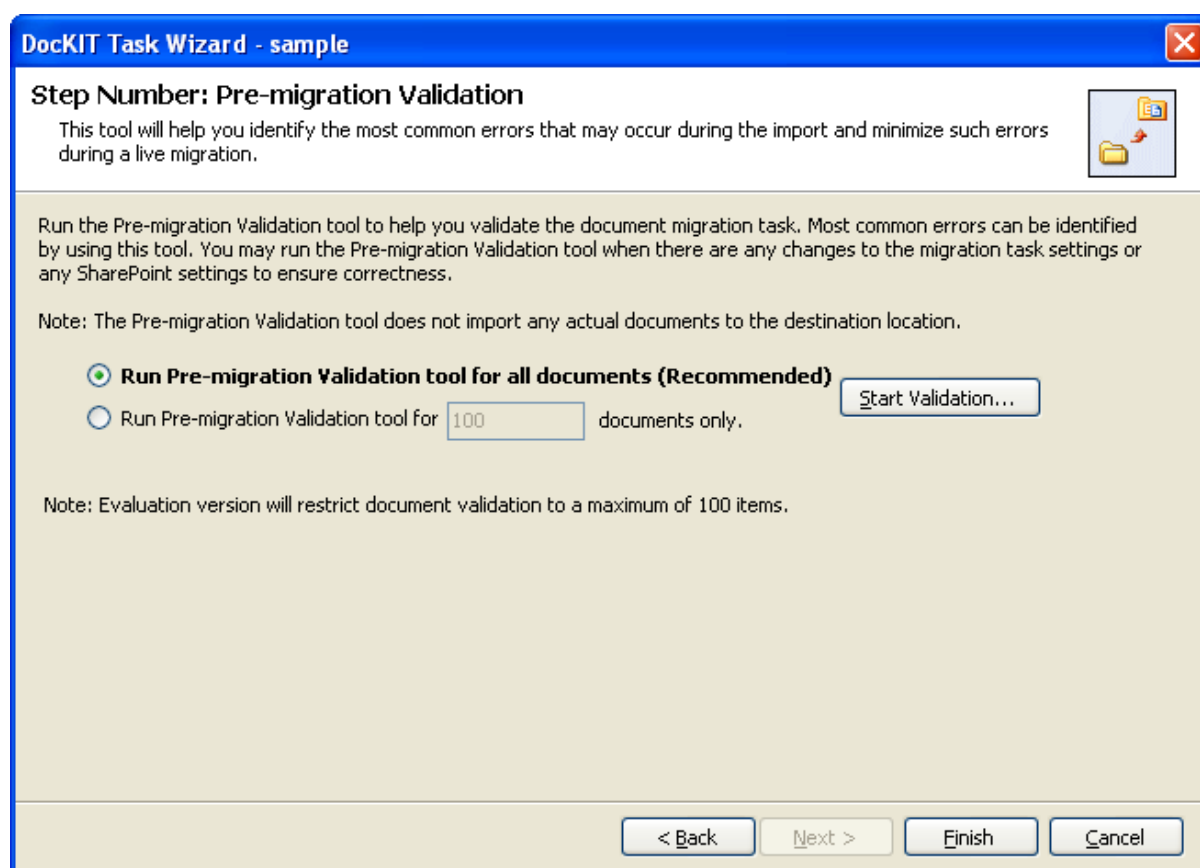 DocKIT Task Wizard - sample
Step Number: Pre-migration Validation
This tool will help you identify the most common errors that may occur during the import and minimize such errors
during a live migration.
Run the Pre-migration Validation tool to help you validate the document migration task. Most common errors can be identified
by using this tool. You may run the Pre-migration Validation tool when there are any changes to the migration task settings or
any SharePoint settings to ensure correctness.
Note: The Pre-migration Validation tool does not import any actual documents to the destination location.
Run Pre-migration Validation tool for all documents (Recommended)
Start Validation...
Run Pre-migration Validation tool for 100 documents only.
Note: Evaluation version will restrict document validation to a maximum of 100 items.
< Back Next > Finish Cancel